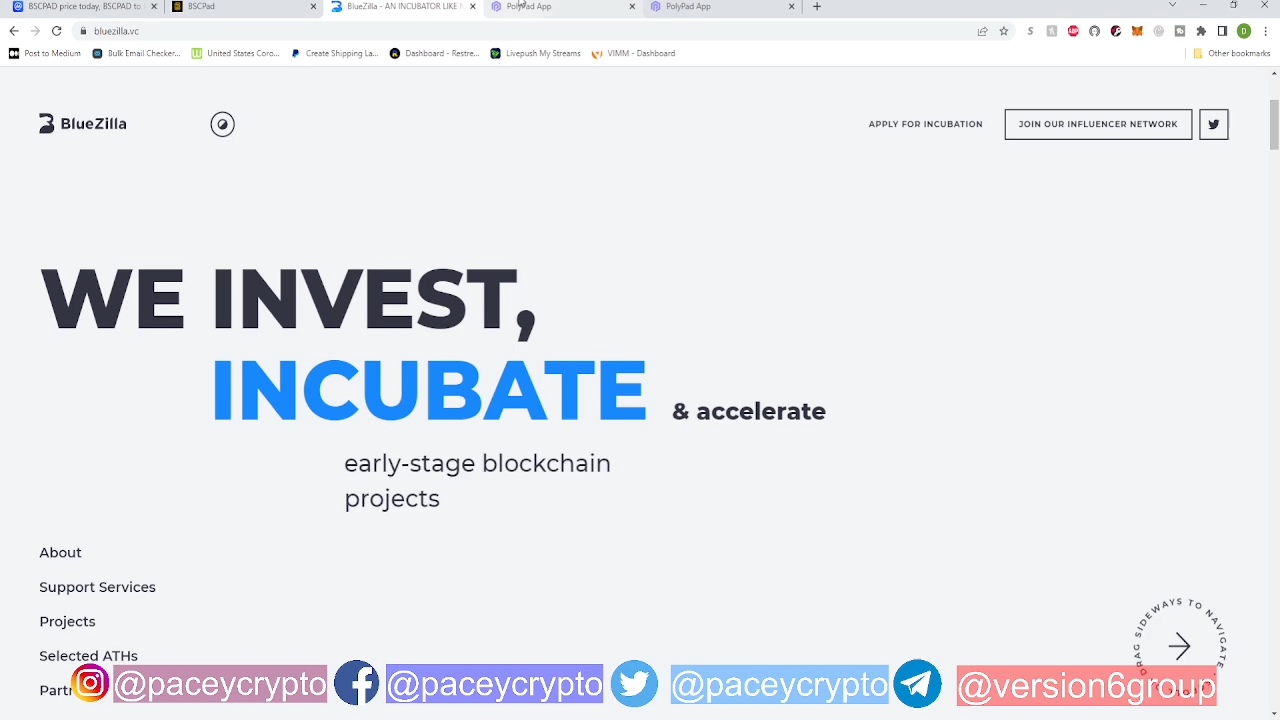 BSCPAD price today, BSCPAD to
BSCPad
BlueZilla - AN INCUBATOR LIKE
PolyPad App
PolyPad App
bluezilla.vc
Post to Medium
Bulk Email Checker...
United States Coro...
Create Shipping La...
Dashboard - Restre...
Livepush My Streams
VIMM - Dashboard
Other bookmarks
BlueZilla
APPLY FOR INCUBATION
JOIN OUR INFLUENCER NETWORK
WE INVEST,
INCUBATE & accelerate
early-stage blockchain
projects
About
Support Services
Projects
Selected ATHs
DRAG SIDEWAYS TO NAVIGATE
@paceycrypto
@paceycrypto
@paceycrypto
@version6group